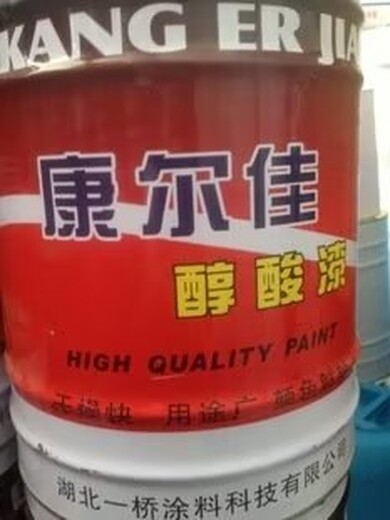 KANG ER JIA
康尔佳
醇酸漆
HIGH QUALITY PAINT
用途广
湖北一桥涂料科技有限公司